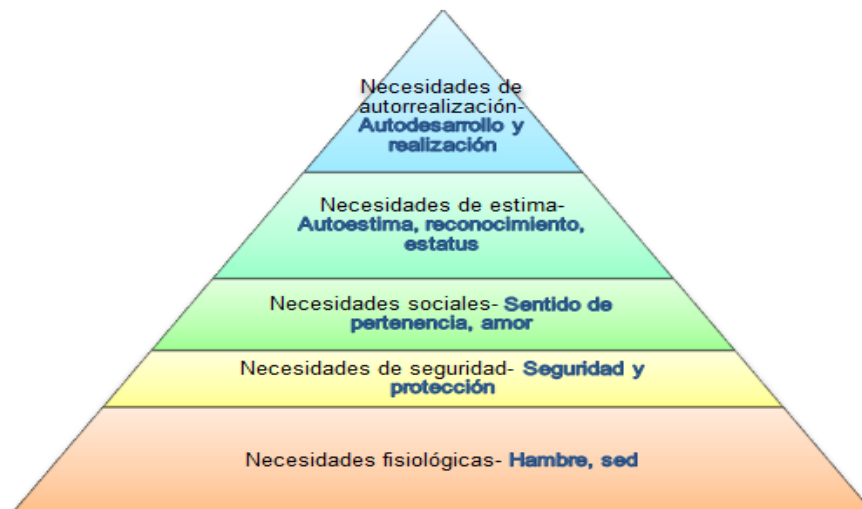 Necesidades de
autorrealización-
Autodesarrollo y
realización
Necesidades de estima-
Autoestima, reconocimiento,
estatus
Necesidades sociales- Sentido de
pertenencia, amor
Necesidades de seguridad- Seguridad y
protección
Necesidades fisiológicas- Hambre, sed